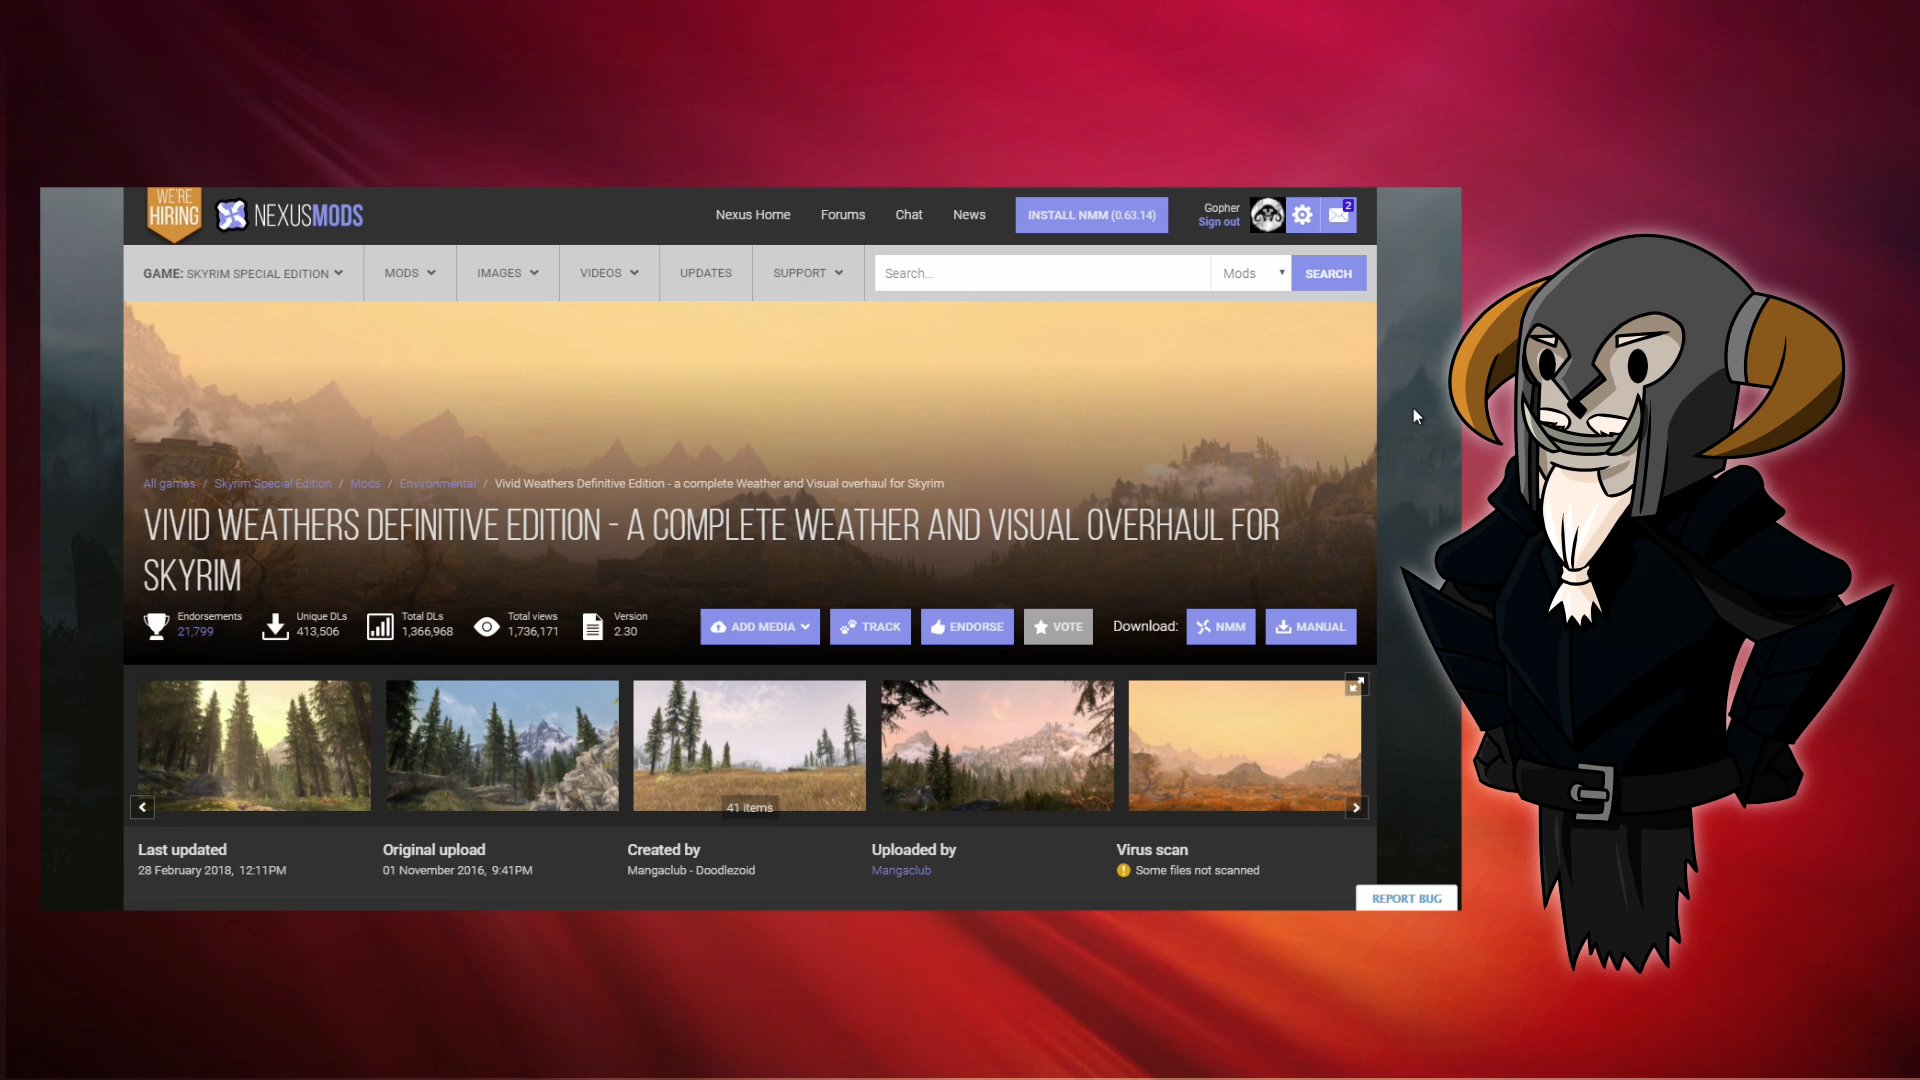 WE'RE
HIRING
NEXUSMODS
Nexus Home
Forums
Chat
News
INSTALL NMM (0.63.14)
Gopher
Sign out
2
GAME: SKYRIM SPECIAL EDITION
MODS
IMAGES
VIDEOS
UPDATES
SUPPORT
Search...
Mods
SEARCH
All games / Skyrim Special Edition / Mods / Environmental / Vivid Weathers Definitive Edition - a complete Weather and Visual overhaul for Skyrim
VIVID WEATHERS DEFINITIVE EDITION - A COMPLETE WEATHER AND VISUAL OVERHAUL FOR
SKYRIM
Endorsements
21,799
Unique DLs
413,506
Total DLs
1,366,968
Total views
1,736,171
Version
2.30
ADD MEDIA
TRACK
ENDORSE
VOTE
Download:
NMM
MANUAL
41 items
Last updated
28 February 2018, 12:11PM
Original upload
01 November 2016, 9:41PM
Created by
Mangaclub - Doodlezoid
Uploaded by
Mangaclub
Virus scan
Some files not scanned
REPORT BUG